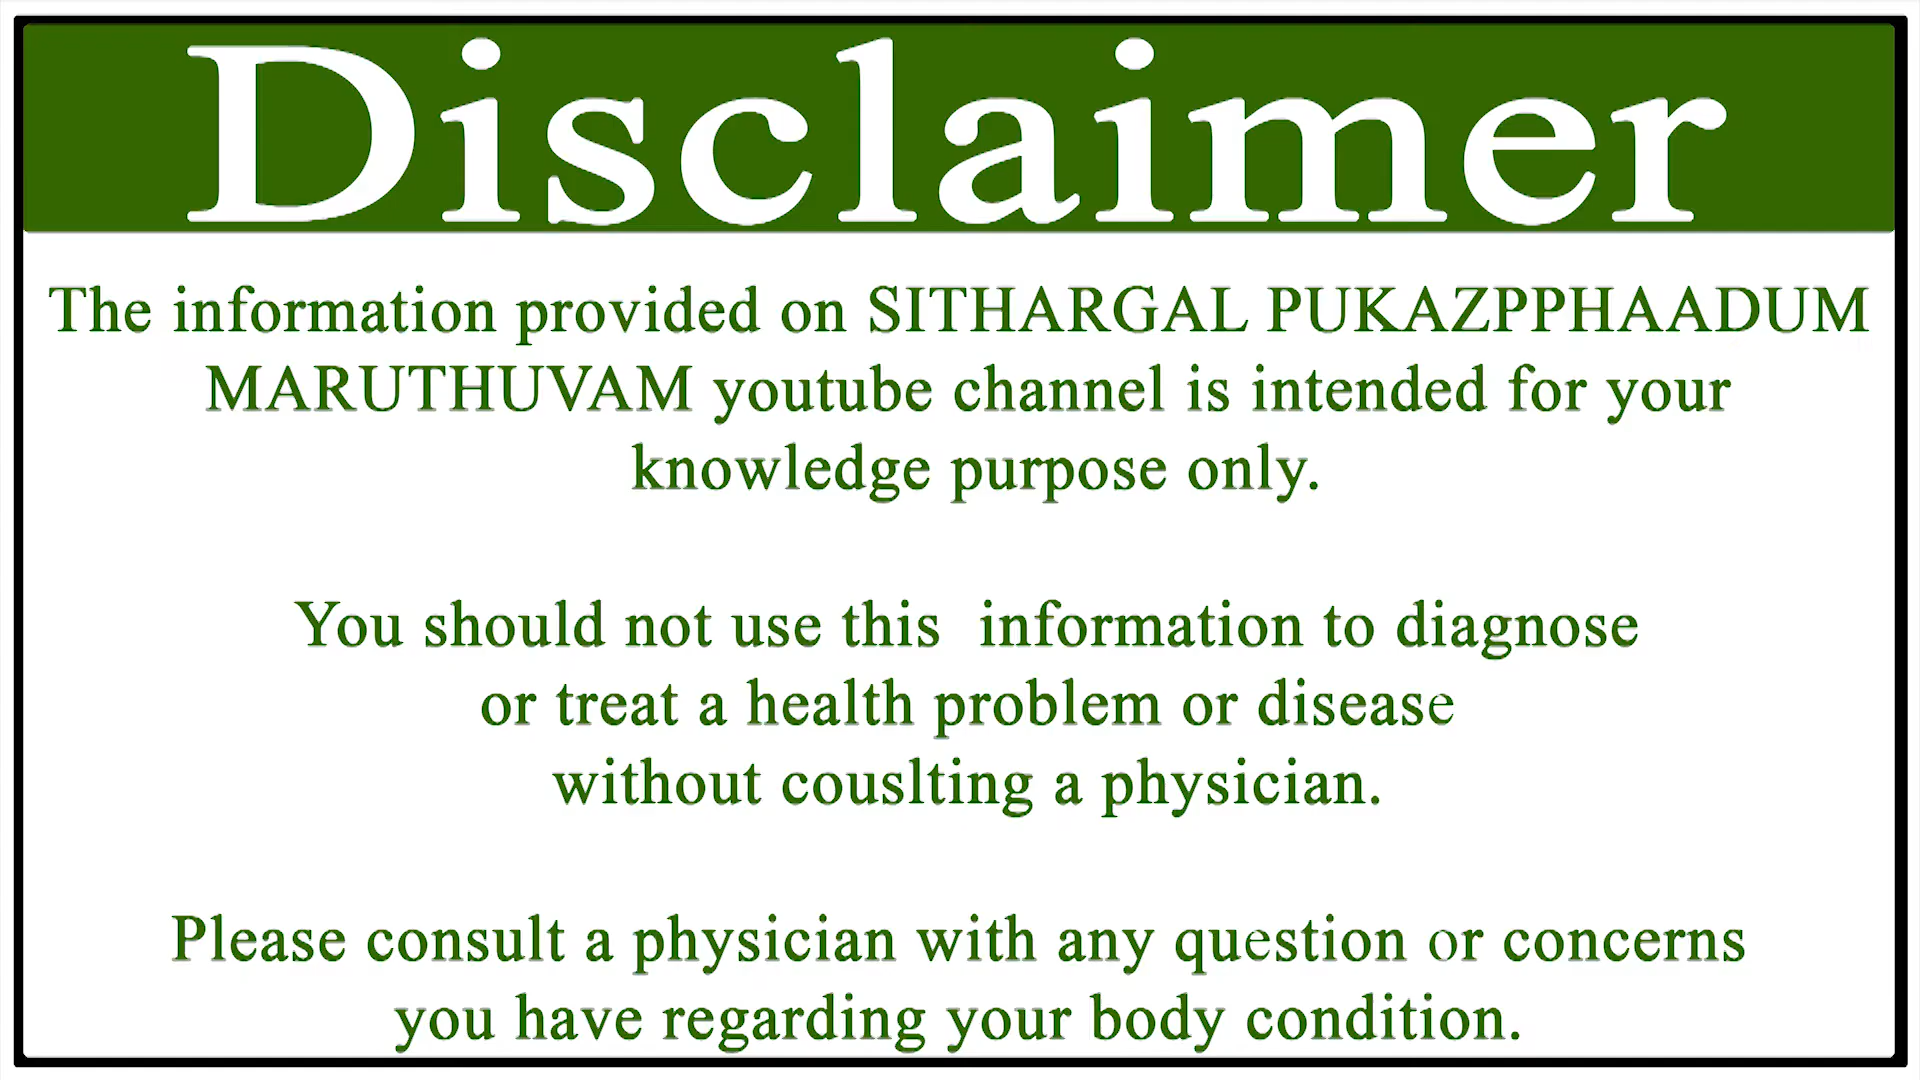 Disclaimer
The information provided on SITHARGAL PUKAZPPHAADUM
MARUTHUVAM youtube channel is intended for your
knowledge purpose only.
You should not use this  information to diagnose
or treat a health problem or disease
without couslting a physician.
Please consult a physician with any question or concerns
you have regarding your body condition.